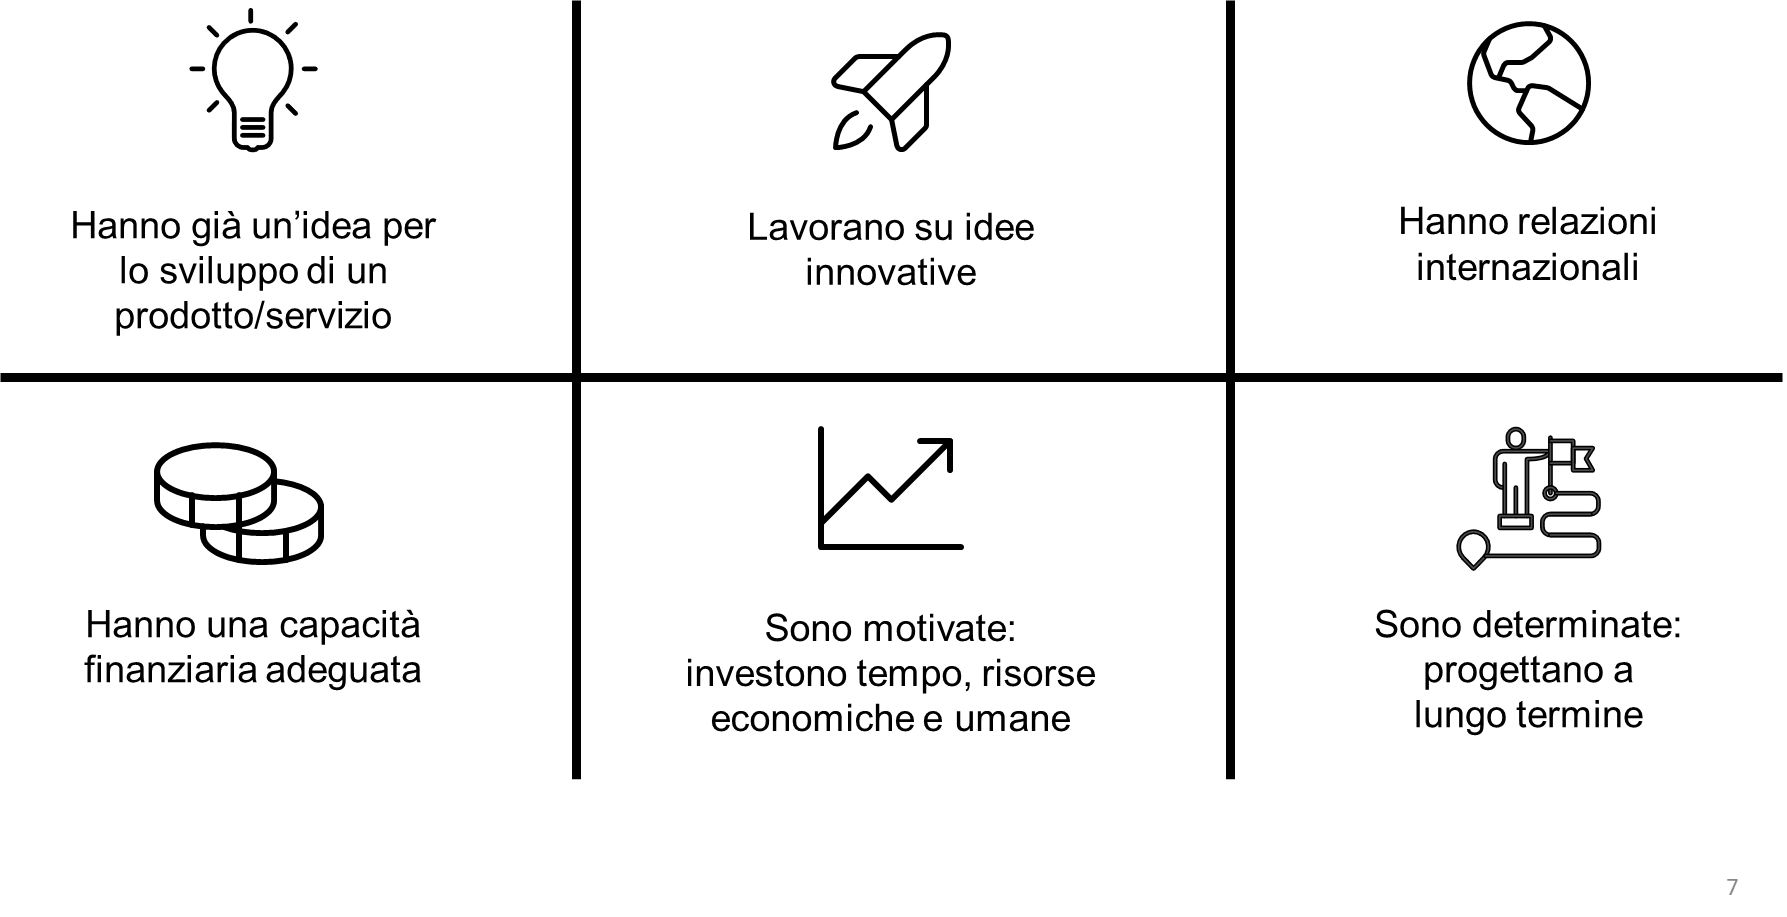 Hanno già un’idea per
lo sviluppo di un
prodotto/servizio
Lavorano su idee
innovative
Hanno relazioni
internazionali
Hanno una capacità
finanziaria adeguata
Sono motivate:
investono tempo, risorse
economiche e umane
Sono determinate:
progettano a
lungo termine
7